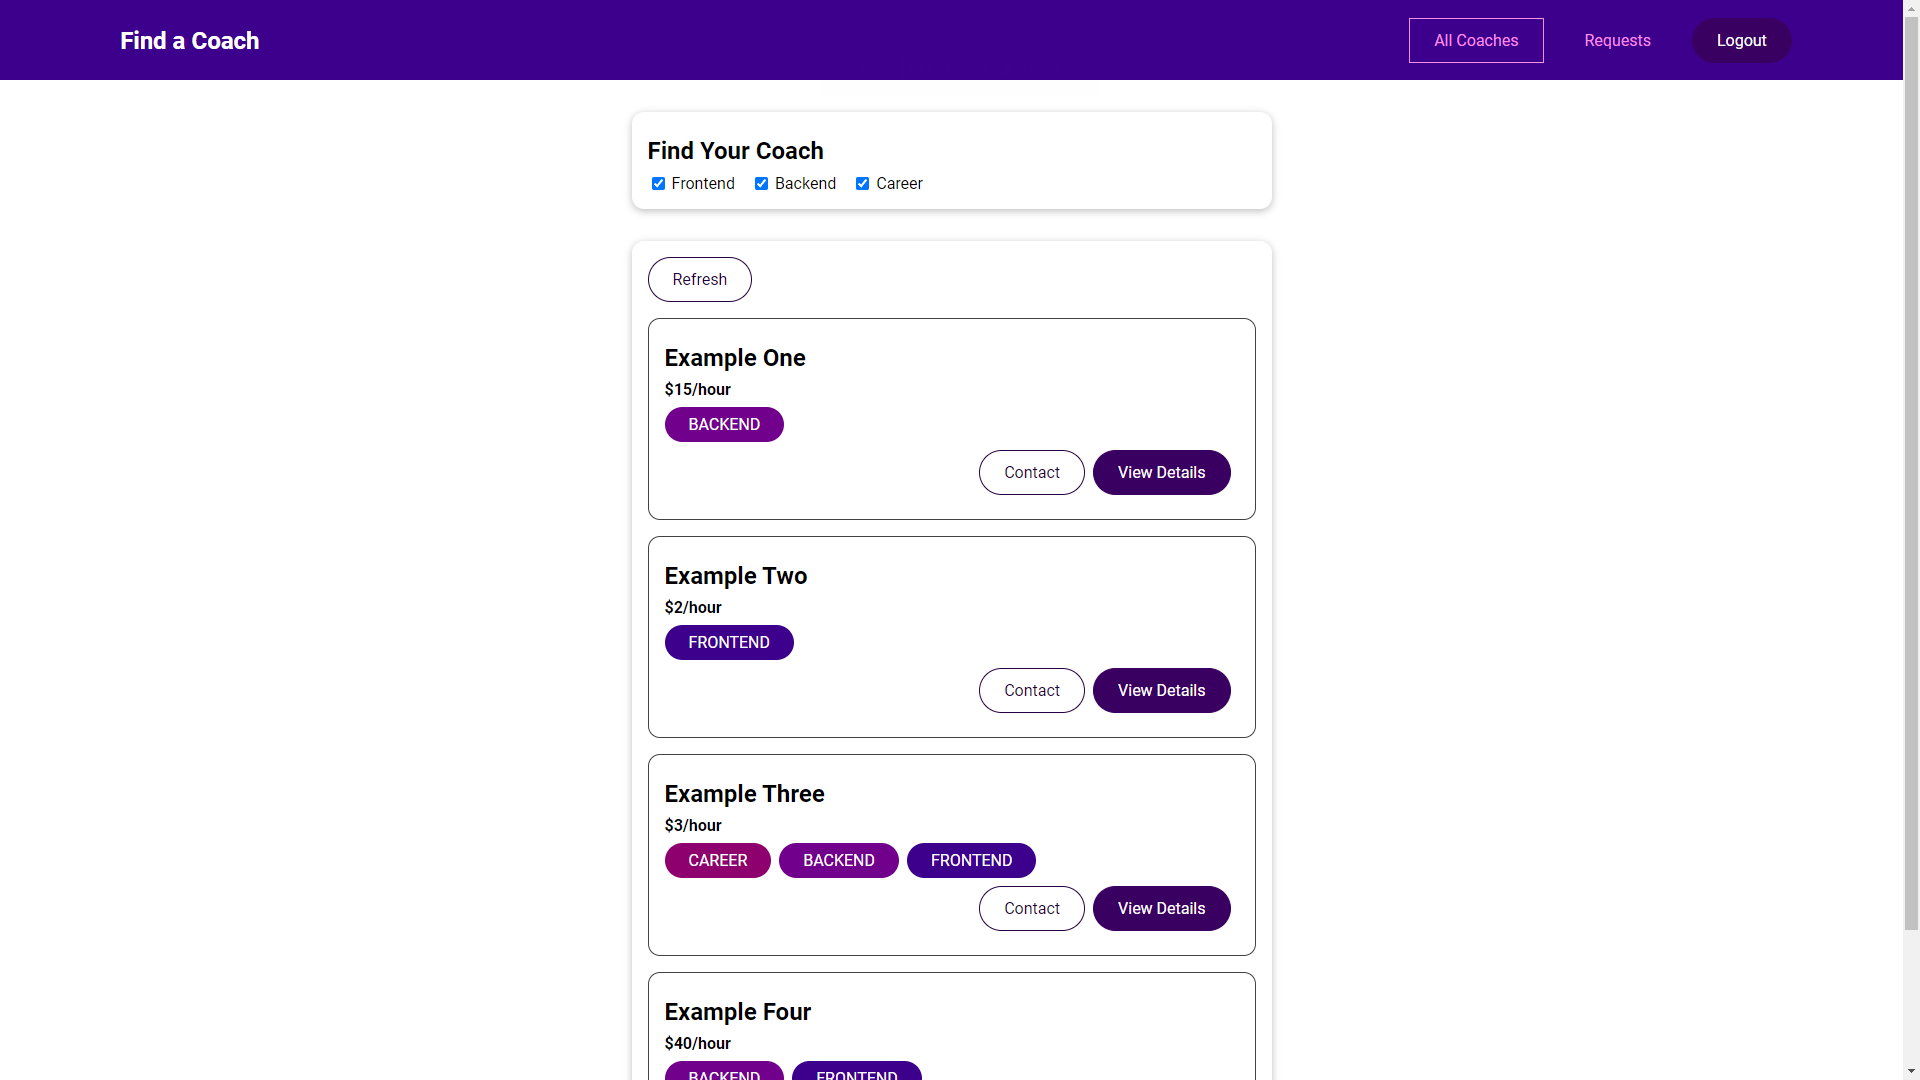 Find a Coach
All Coaches
Requests
Logout
Find Your Coach
Frontend Backend Career
Refresh
Example One
$15/hour
BACKEND
Contact View Details
Example Two
$2/hour
FRONTEND
Contact View Details
Example Three
$3/hour
CAREER BACKEND FRONTEND
Contact View Details
Example Four
$40/hour
BACKEND FRONTEND